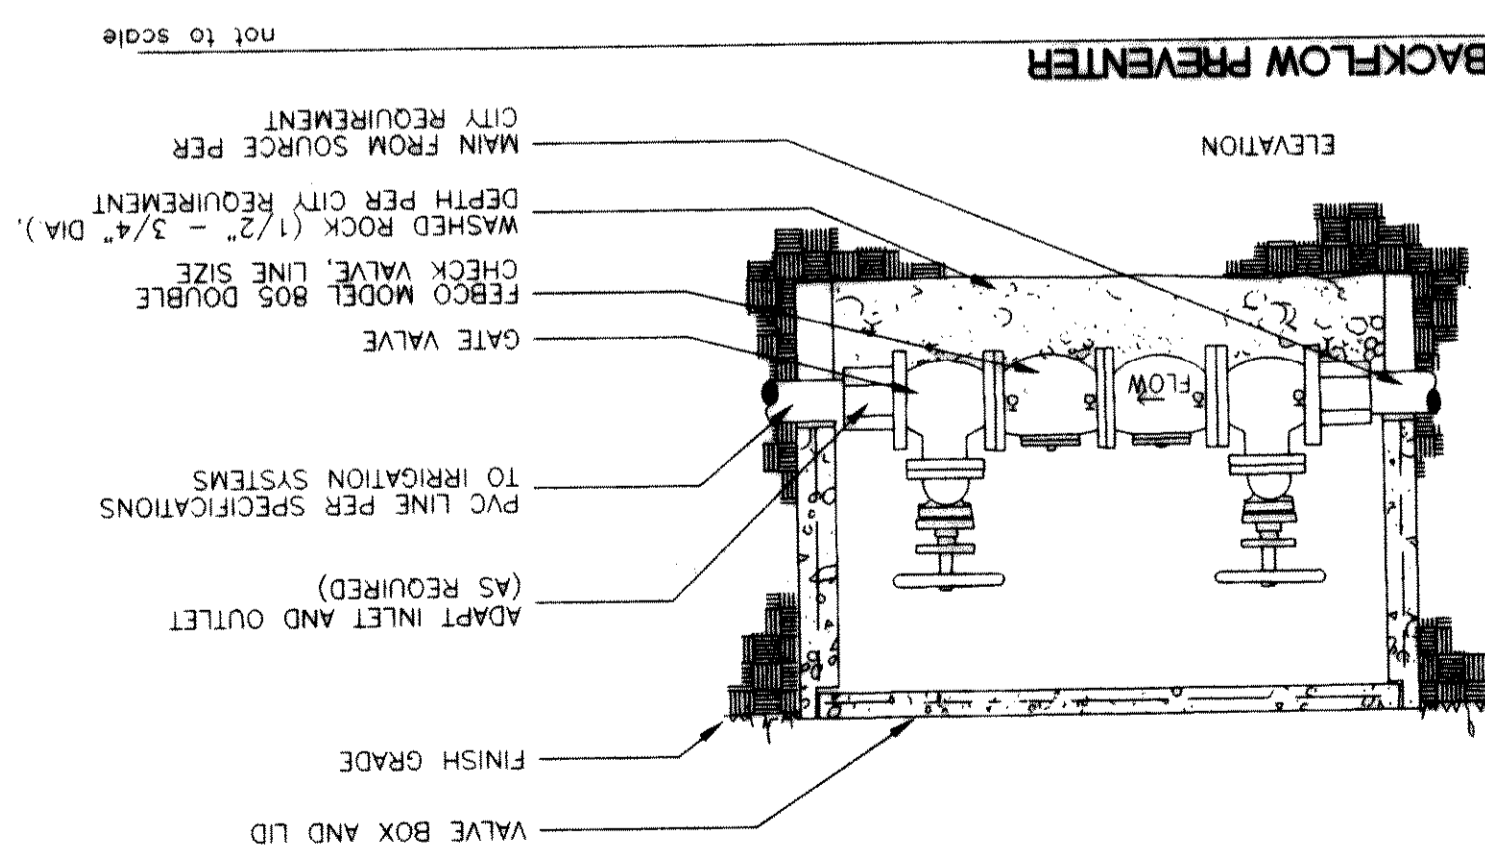 VALVE BOX AND LID
FINISH GRADE
ADAPT INLET AND OUTLET
(AS REQUIRED)
PVC LINE PER SPECIFICATIONS
TO IRRIGATION SYSTEMS
GATE VALVE
FEBCO MODEL 805 DOUBLE
CHECK VALVE, LINE SIZE
WASHED ROCK (1/2" - 3/4" DIA.),
DEPTH PER CITY REQUIREMENT
MAIN FROM SOURCE PER
CITY REQUIREMENT
FLOW
ELEVATION
BACKFLOW PREVENTER
not to scale